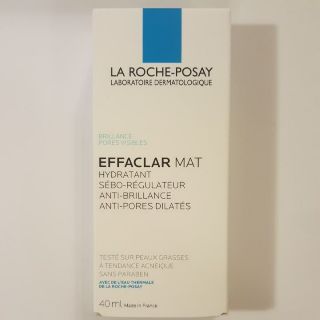 LA ROCHE-POSAY
LABORATOIRE DERMATOLOGIQUE
BRILLANCE
PORES VISIBLES
EFFACLAR MAT
HYDRATANT
SÉBO-RÉGULATEUR
ANTI-BRILLANCE
ANTI-PORES DILATÉS
TESTÉ SUR PEAUX GRASSES
À TENDANCE ACNÉIQUE
SANS PARABEN
AVEC DE L'EAU THERMALE
DE LA ROCHE-POSAY
40 ml Made in France